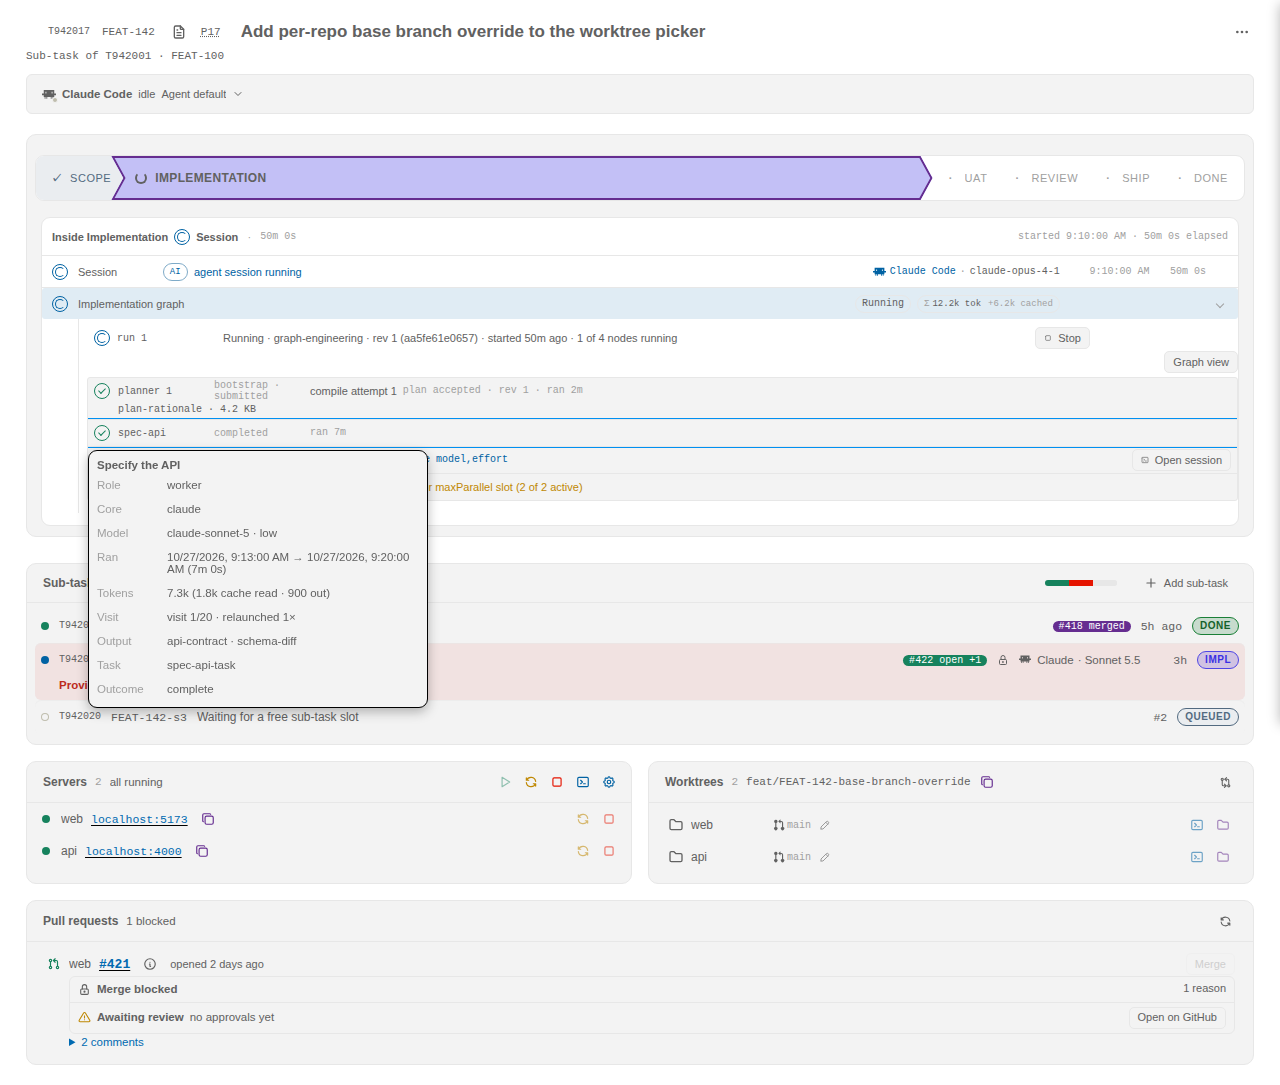 T942017 FEAT-142 P17 Add per-repo base branch override to the worktree picker
Sub-task of T942001 · FEAT-100
Claude Code idle Agent default
SCOPE IMPLEMENTATION · UAT · REVIEW · SHIP · DONE
Inside Implementation Session · 50m 0s started 9:10:00 AM · 50m 0s elapsed
Session AI agent session running Claude Code · claude-opus-4-1 9:10:00 AM 50m 0s
Implementation graph Running Σ 12.2k tok +6.2k cached
run 1 Running · graph-engineering · rev 1 (aa5fe61e0657) · started 50m ago · 1 of 4 nodes running Stop
Graph view
planner 1 bootstrap · submitted compile attempt 1 plan accepted · rev 1 · ran 2m
plan-rationale · 4.2 KB
spec-api completed ran 7m
model,effort Open session
maxParallel slot (2 of 2 active)
Specify the API
Role worker
Core claude
Model claude-sonnet-5 · low
Ran 10/27/2026, 9:13:00 AM → 10/27/2026, 9:20:00
AM (7m 0s)
Tokens 7.3k (1.8k cache read · 900 out)
Visit visit 1/20 · relaunched 1×
Output api-contract · schema-diff
Task spec-api-task
Outcome complete
Add sub-task
#418 merged 5h ago DONE
#422 open +1 Claude · Sonnet 5.5 3h IMPL
T942020 FEAT-142-s3 Waiting for a free sub-task slot #2 QUEUED
Servers 2 all running
web localhost:5173
api localhost:4000
Worktrees 2 feat/FEAT-142-base-branch-override
web main
api main
Pull requests 1 blocked
web #421 opened 2 days ago Merge
Merge blocked 1 reason
Awaiting review no approvals yet Open on GitHub
2 comments